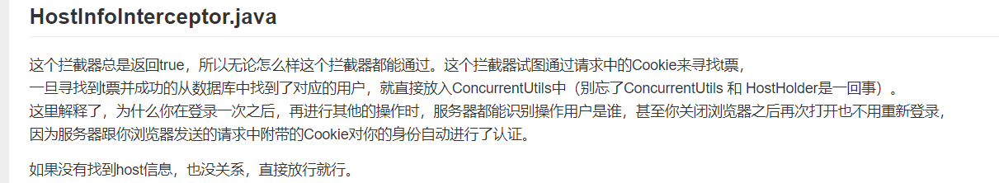 HostInfoInterceptor.java
这个拦截器总是返回true，所以无论怎么样这个拦截器都能通过。这个拦截器试图通过请求中的Cookie来寻找t票，
一旦寻找到t票并成功的从数据库中找到了对应的用户，就直接放入ConcurrentUtils中（别忘了ConcurrentUtils 和 HostHolder是一回事）。
这里解释了，为什么你在登录一次之后，再进行其他的操作时，服务器都能识别操作用户是谁，甚至你关闭浏览器之后再次打开也不用重新登录，
因为服务器跟你浏览器发送的请求中附带的Cookie对你的身份自动进行了认证。
如果没有找到host信息，也没关系，直接放行就行。